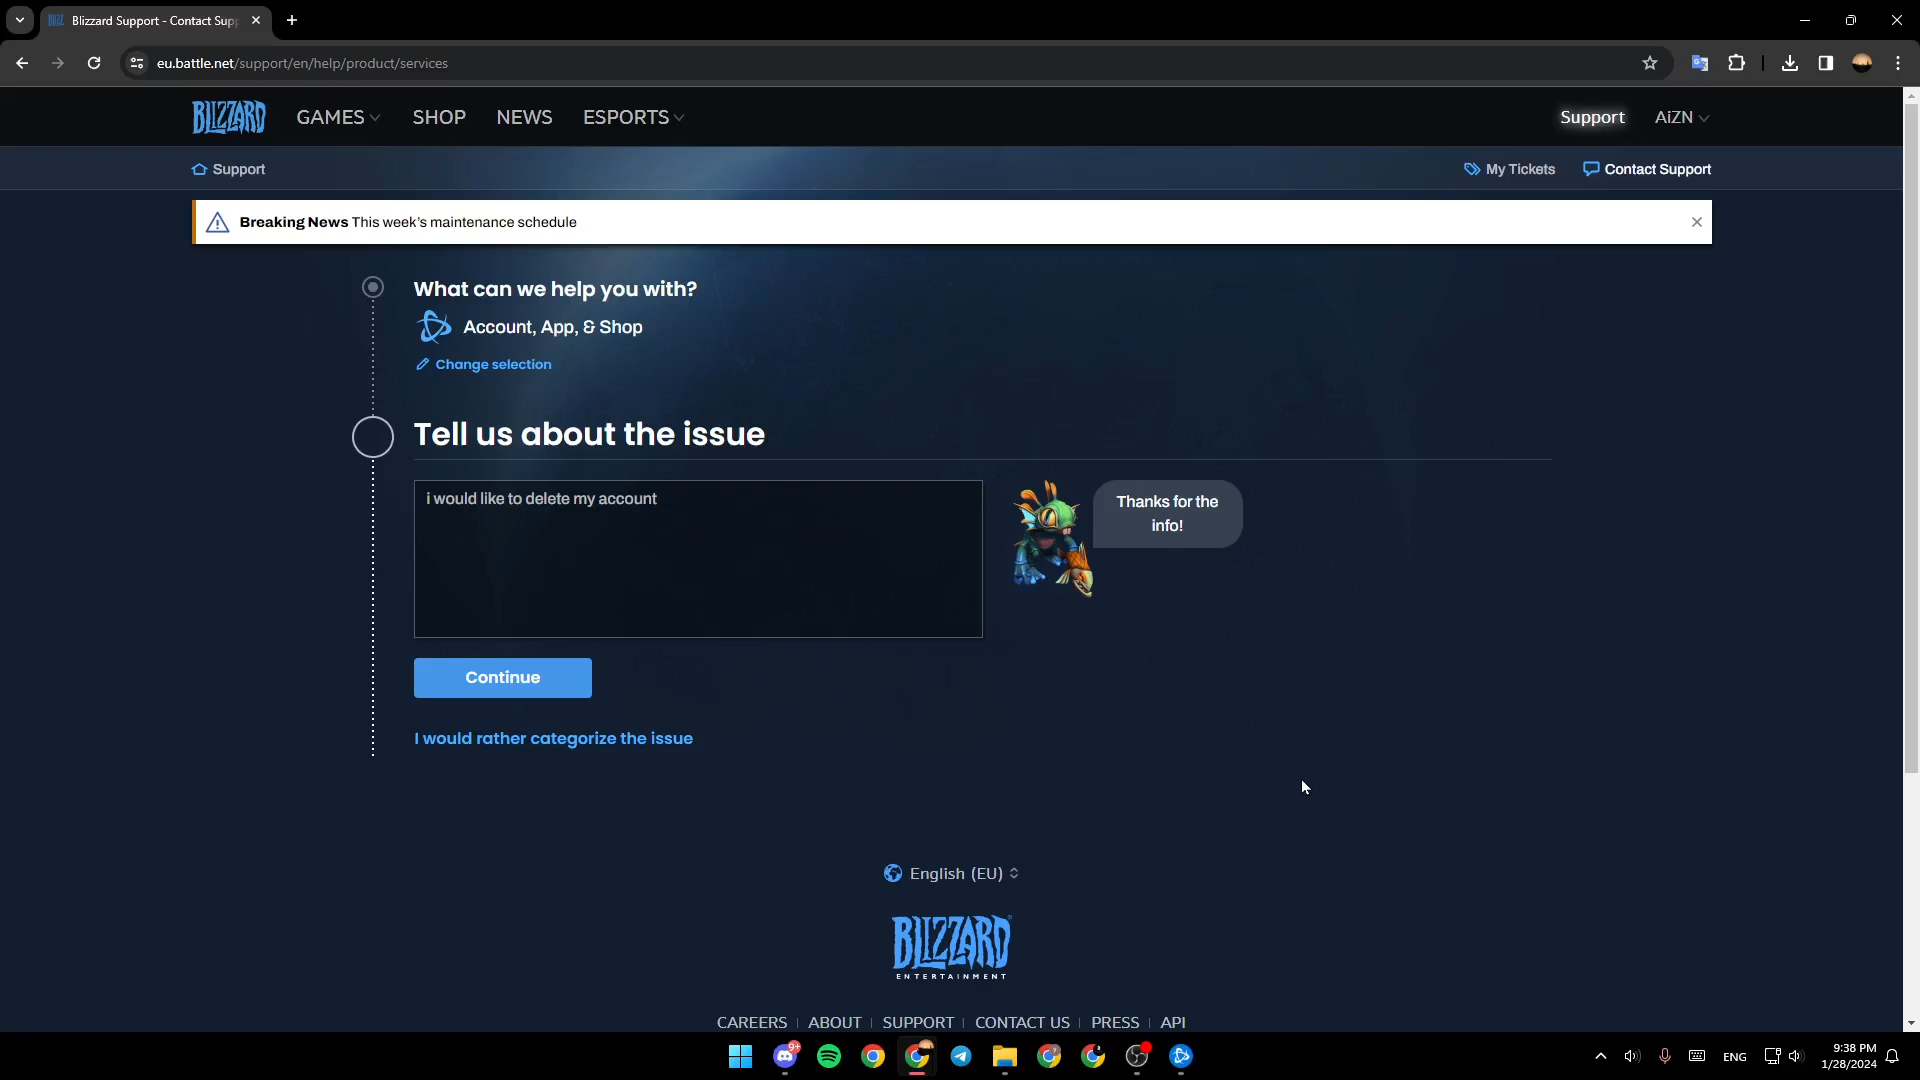 Blizzard Support - Contact Supp
eu.battle.net/support/en/help/product/services
BLIZZARD
GAMES
SHOP
NEWS
ESPORTS
Support
AiZN
Support
My Tickets
Contact Support
Breaking News This week's maintenance schedule
What can we help you with?
Account, App, & Shop
Change selection
Tell us about the issue
i would like to delete my account
Thanks for the
info!
Continue
I would rather categorize the issue
English (EU)
BLIZZARD
ENTERTAINMENT
CAREERS | ABOUT | SUPPORT | CONTACT US | PRESS | API
9+
ENG
9:38 PM
1/28/2024